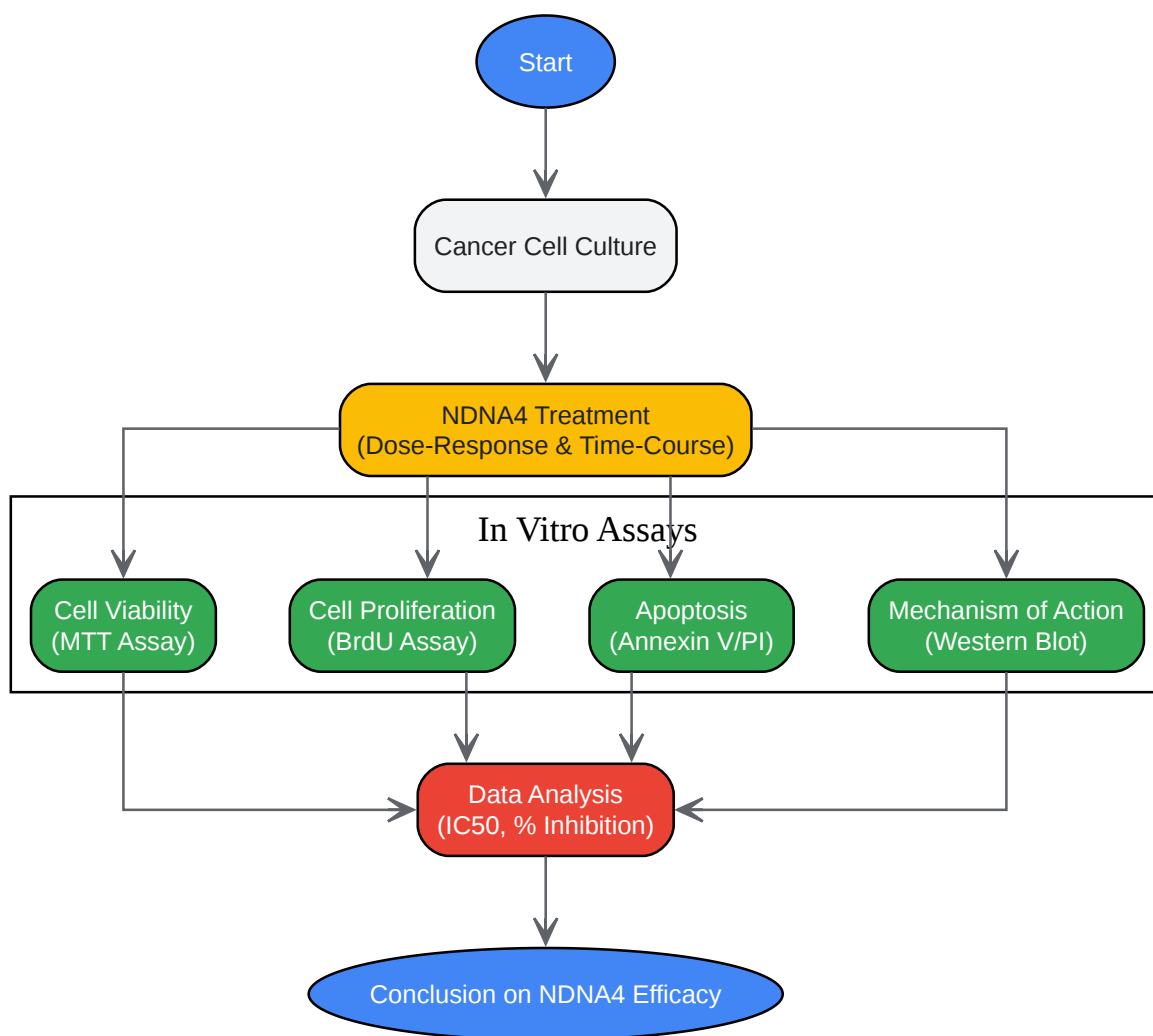 Start
Cancer Cell Culture
NDNA4 Treatment
(Dose-Response & Time-Course)
In Vitro Assays
Cell Viability
(MTT Assay)
Cell Proliferation
(BrdU Assay)
Apoptosis
(Annexin V/PI)
Mechanism of Action
(Western Blot)
Data Analysis
(IC50, % Inhibition)
Conclusion on NDNA4 Efficacy